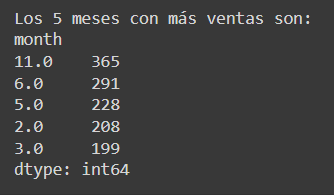 Los 5 meses con más ventas son:
month
11.0    365
6.0     291
5.0     228
2.0     208
3.0     199
dtype: int64